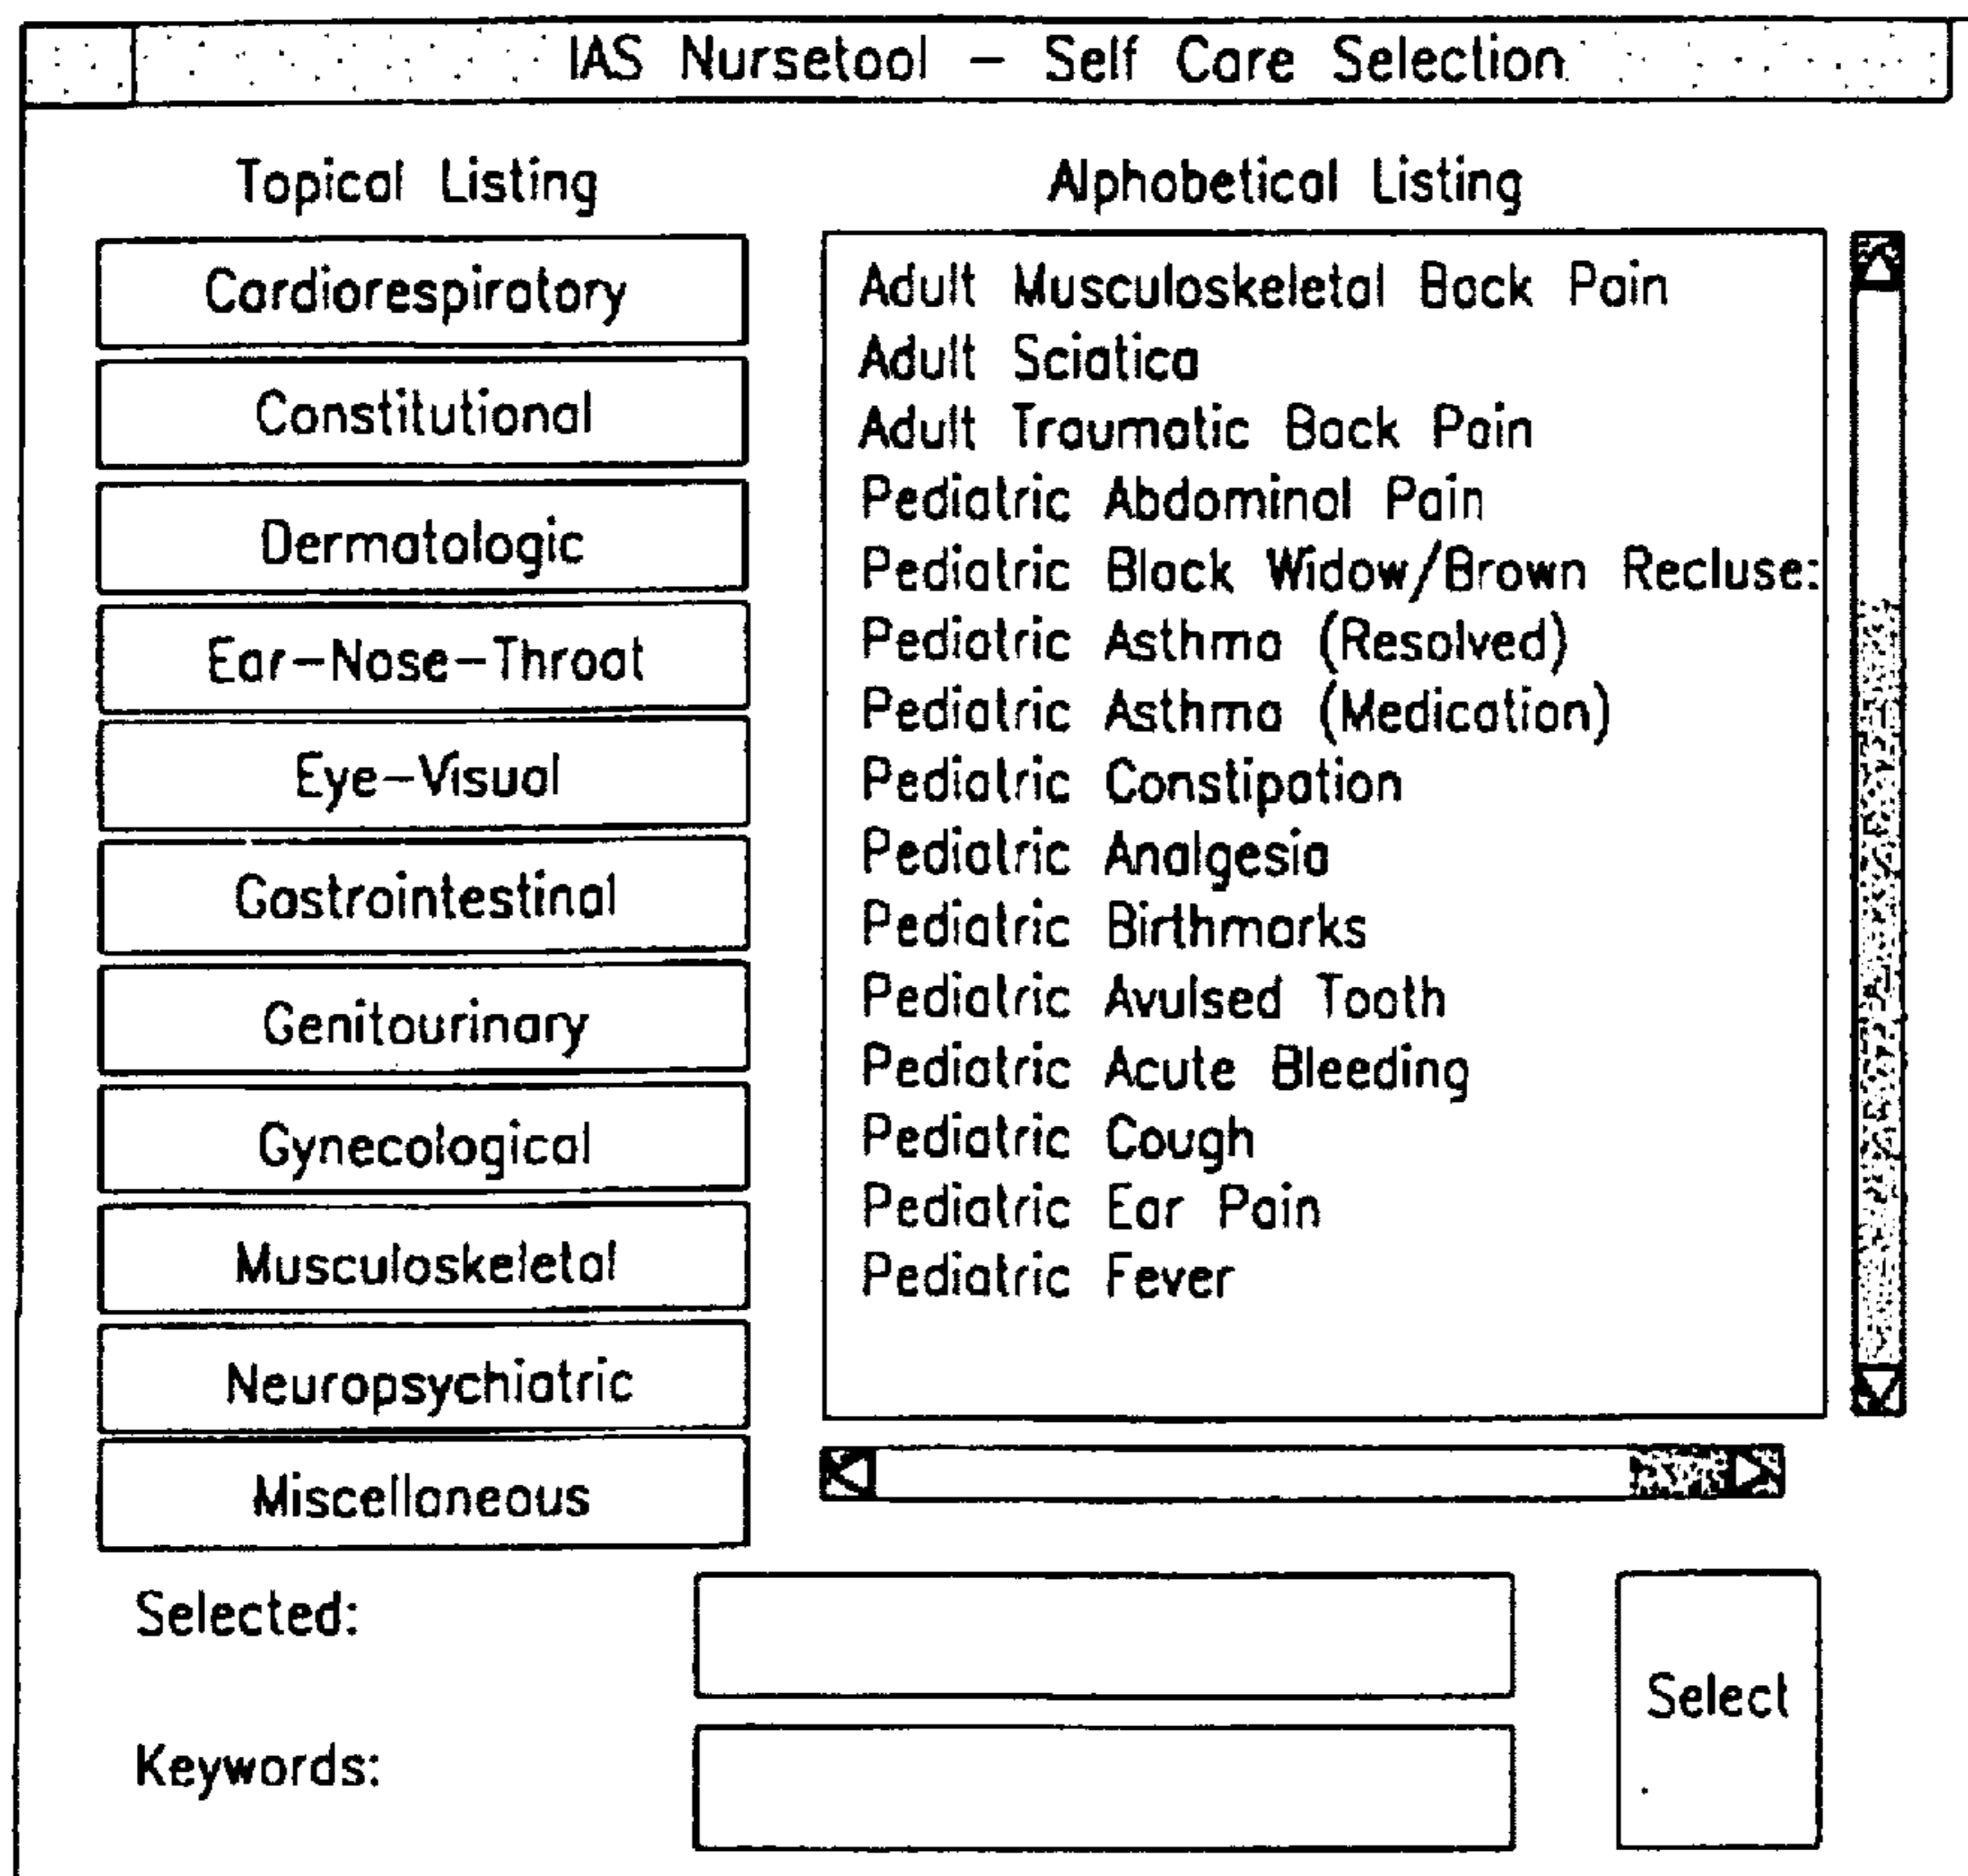 IAS Nursetool – Self Care Selection
Topical Listing
Cardiorespiratory
Constitutional
Dermatologic
Ear–Nose–Throat
Eye–Visual
Gastrointestinal
Genitourinary
Gynecological
Musculoskeletal
Neuropsychiatric
Miscellaneous
Alphabetical Listing
Adult Musculoskeletal Back Pain
Adult Sciatica
Adult Traumatic Back Pain
Pediatric Abdominal Pain
Pediatric Black Widow/Brown Recluse:
Pediatric Asthma (Resolved)
Pediatric Asthma (Medication)
Pediatric Constipation
Pediatric Analgesia
Pediatric Birthmarks
Pediatric Avulsed Tooth
Pediatric Acute Bleeding
Pediatric Cough
Pediatric Ear Pain
Pediatric Fever
Selected:
Keywords:
Select